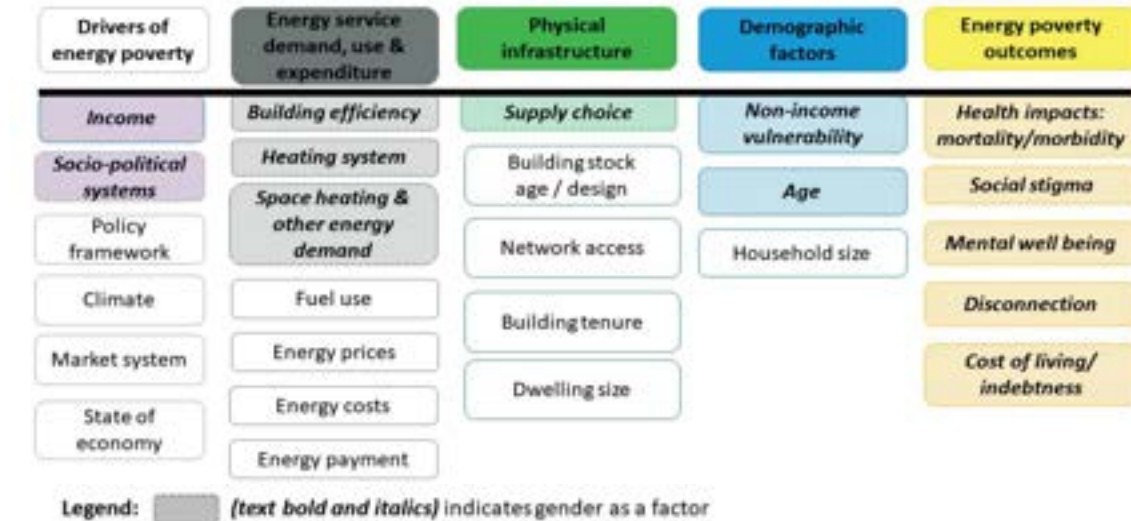 Drivers of
energy poverty
Income
Socio-political
systems
Policy
framework
Climate
Market system
State of
economy
Energy service
demand, use &
expenditure
Building efficiency
Heating system
Space heating &
other energy
demand
Fuel use
Energy prices
Energy costs
Energy payment
Physical
infrastructure
Supply choice
Building stock
age / design
Network access
Building tenure
Dwelling size
Demographic
factors
Non-income
vulnerability
Age
Household size
Energy poverty
outcomes
Health impacts:
mortality/morbidity
Social stigma
Mental well being
Disconnection
Cost of living/
indebtness
Legend: (text bold and italics) indicates gender as a factor